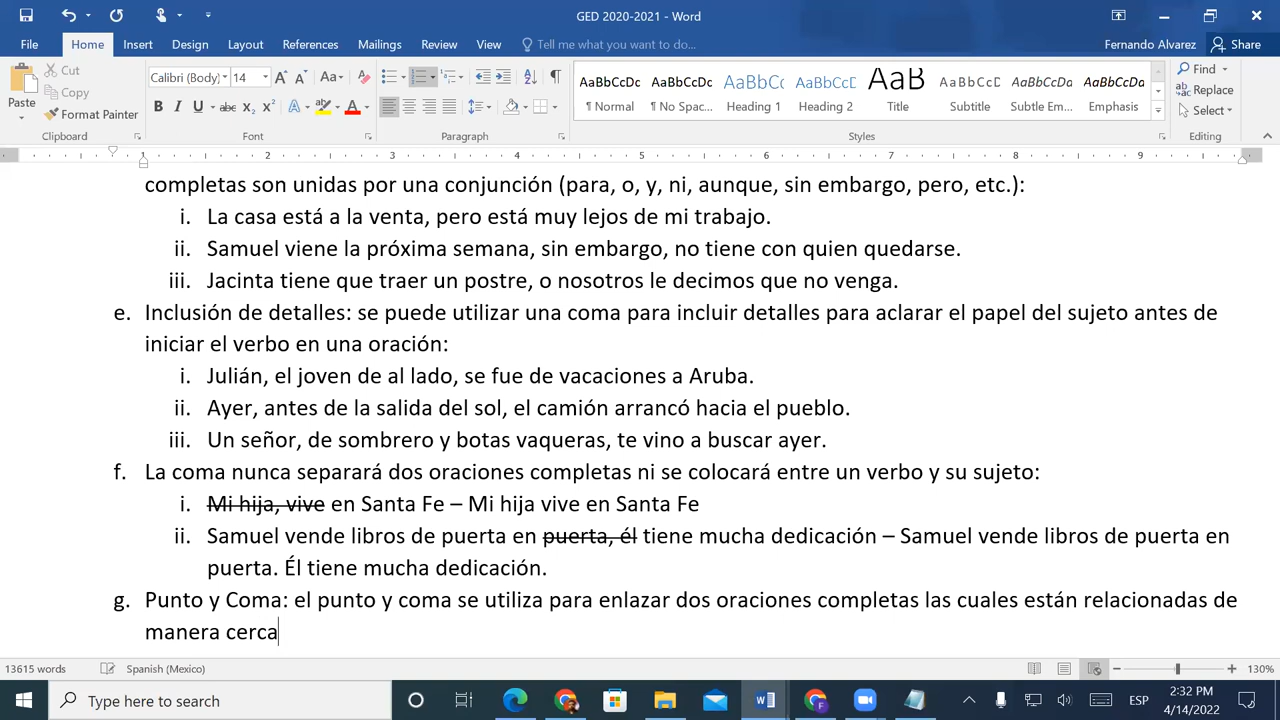 GED 2020-2021 - Word
File Home Insert Design Layout References Mailings Review View Tell me what you want to do... Fernando Alvarez Share
Paste Cut Copy Format Painter Calibri (Body) 14 AaBbCcDc ¶ Normal AaBbCcDc ¶ No Spac... AaBbCc Heading 1 AaBbCcD Heading 2 AaB Title AaBbCcD Subtitle AaBbCcDc Subtle Em... AaBbCcDc Emphasis Find Replace Select
Clipboard Font Paragraph Styles Editing
1 2 3 4 5 6 7 8 9
completas son unidas por una conjunción (para, o, y, ni, aunque, sin embargo, pero, etc.):
i. La casa está a la venta, pero está muy lejos de mi trabajo.
ii. Samuel viene la próxima semana, sin embargo, no tiene con quien quedarse.
iii. Jacinta tiene que traer un postre, o nosotros le decimos que no venga.
e. Inclusión de detalles: se puede utilizar una coma para incluir detalles para aclarar el papel del sujeto antes de
iniciar el verbo en una oración:
i. Julián, el joven de al lado, se fue de vacaciones a Aruba.
ii. Ayer, antes de la salida del sol, el camión arrancó hacia el pueblo.
iii. Un señor, de sombrero y botas vaqueras, te vino a buscar ayer.
f. La coma nunca separará dos oraciones completas ni se colocará entre un verbo y su sujeto:
i. Mi hija, vive en Santa Fe – Mi hija vive en Santa Fe
ii. Samuel vende libros de puerta en puerta, él tiene mucha dedicación – Samuel vende libros de puerta en
puerta. Él tiene mucha dedicación.
g. Punto y Coma: el punto y coma se utiliza para enlazar dos oraciones completas las cuales están relacionadas de
manera cerca
13615 words Spanish (Mexico) 130%
Type here to search ESP 2:32 PM
4/14/2022